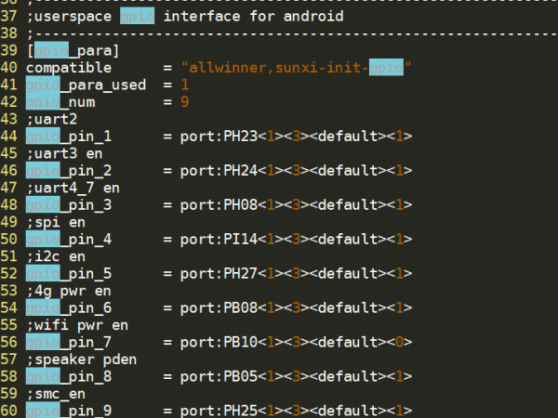 37 ;userspace gpio interface for android
38 ;----------------------------------------------------------------
39 [gpio_para]
40 compatible = "allwinner,sunxi-init-gpio"
41 gpio_para_used = 1
42 gpio_num = 9
43 ;uart2
44 gpio_pin_1 = port:PH23<1><3><default><1>
45 ;uart3 en
46 gpio_pin_2 = port:PH24<1><3><default><1>
47 ;uart4_7 en
48 gpio_pin_3 = port:PH08<1><3><default><1>
49 ;spi en
50 gpio_pin_4 = port:PI14<1><3><default><1>
51 ;i2c en
52 gpio_pin_5 = port:PH27<1><3><default><1>
53 ;4g pwr en
54 gpio_pin_6 = port:PB08<1><3><default><1>
55 ;wifi pwr en
56 gpio_pin_7 = port:PB10<1><3><default><0>
57 ;speaker pden
58 gpio_pin_8 = port:PB05<1><3><default><1>
59 ;smc_en
60 gpio_pin_9 = port:PH25<1><3><default><1>